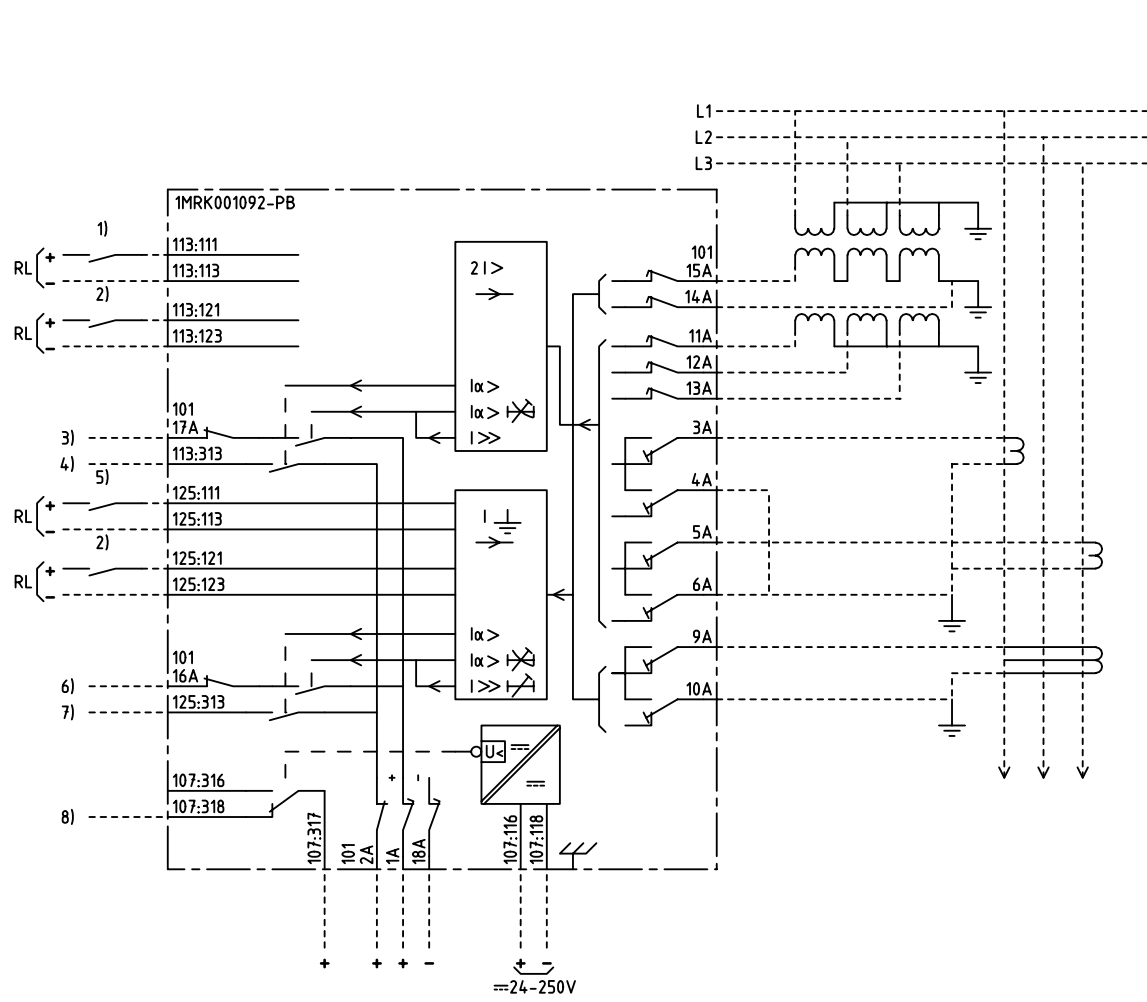 L1
L2
L3
1MRK001092-PB
1)
113:111
RL + 
113:113
-
2)
113:121
RL +
113:123
-
2I>
101
15A
14A
11A
12A
13A
Iα>
Iα>
I>>
101
3) 17A
4) 113:313
3A
4A
5)
125:111
RL +
125:113
-
2)
125:121
RL +
125:123
-
I
5A
6A
Iα>
Iα>
I>>
101
6) 16A
7) 125:313
9A
10A
U<
107:316
8) 107:318
+ -
107:317
101
2A
1A
18A
107:116
107:118
+ + + - + -
24-250V